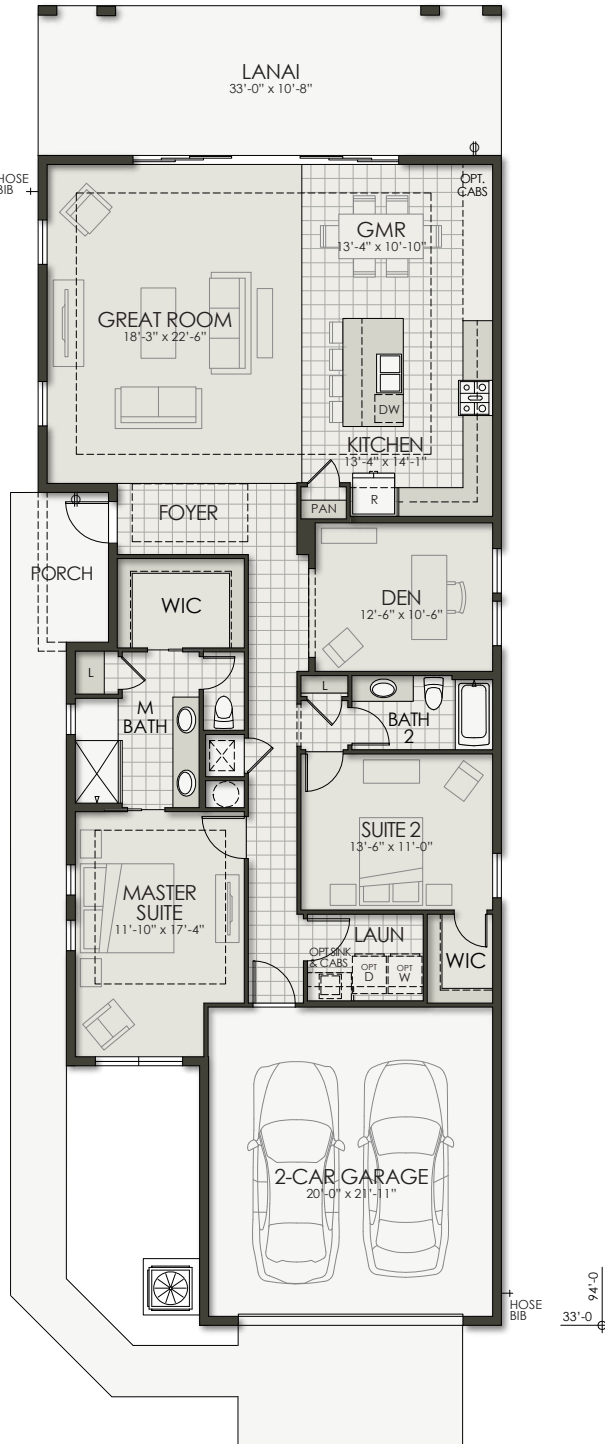 LANAI
33'-0" x 10'-8"
HOSE
BIB
OPT.
CABS
GMR
13'-4" x 10'-10"
GREAT ROOM
18'-3" x 22'-6"
DW
KITCHEN
13'-4" x 14'-1"
R
PAN
FOYER
PORCH
WIC
DEN
12'-6" x 10'-6"
L
M
BATH
L
BATH
2
SUITE 2
13'-6" x 11'-0"
MASTER
SUITE
11'-10" x 17'-4"
LAUN
OPT SINK
& CABS
OPT
D
OPT
W
WIC
2-CAR GARAGE
20'-0" x 21'-11"
HOSE
BIB
94'-0
33'-0